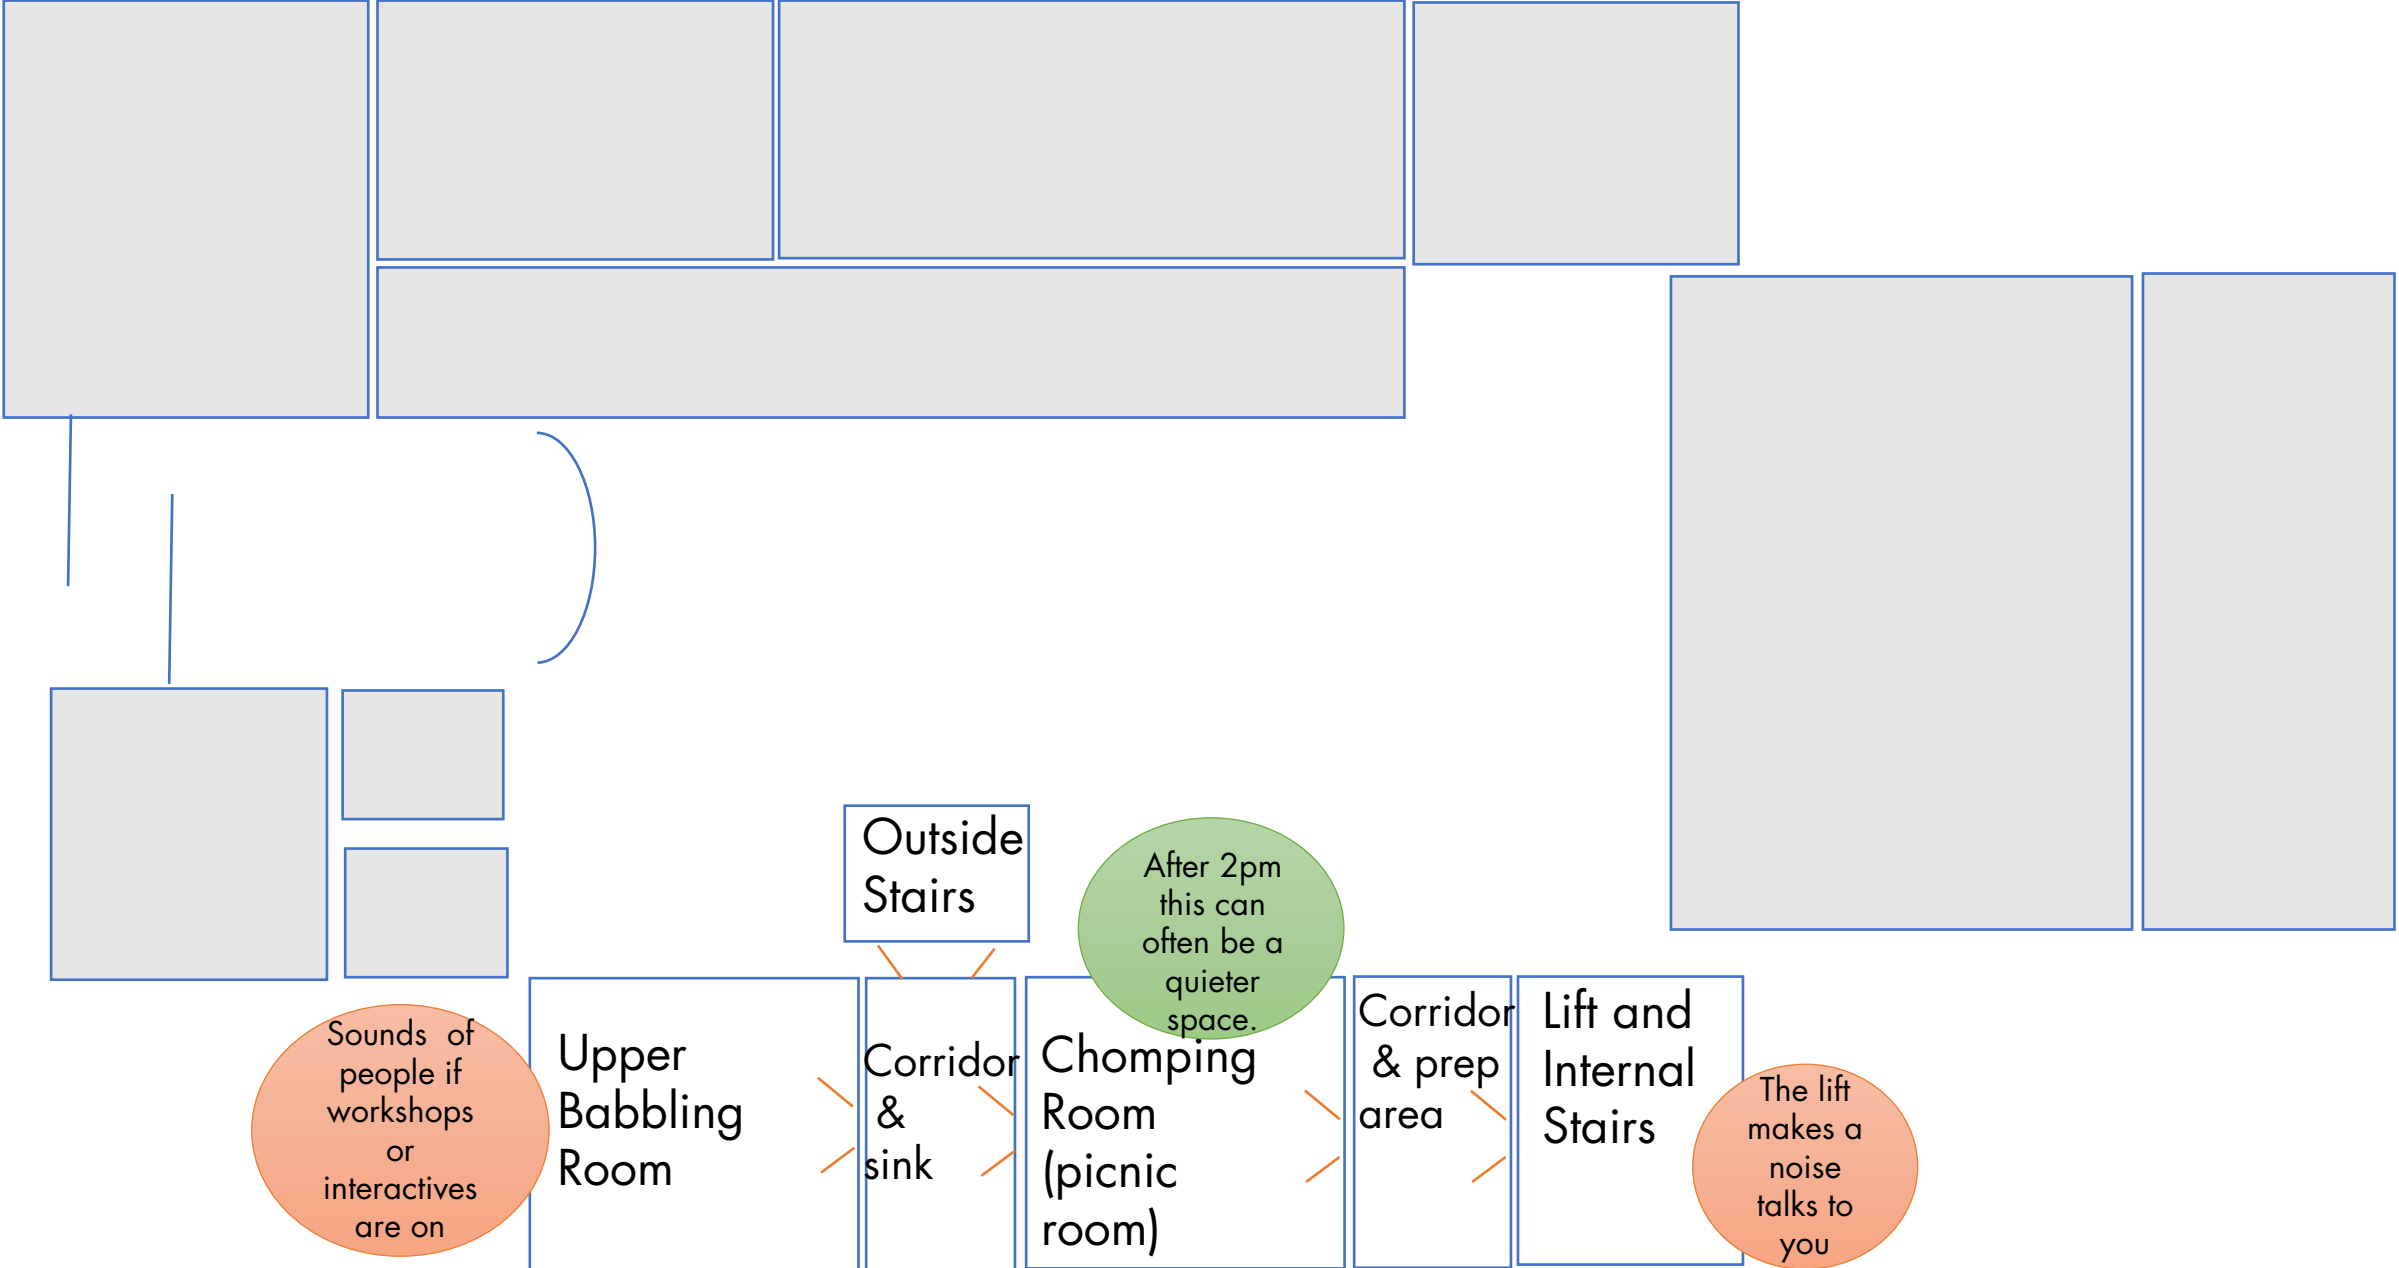 Outside
Stairs
After 2pm
this can
often be a
quieter
space.
Sounds of
people if
workshops
or
interactives
are on
Upper
Babbling
Room
Corridor
&
sink
Chomping
Room
(picnic
room)
Corridor
& prep
area
Lift and
Internal
Stairs
The lift
makes a
noise
talks to
you